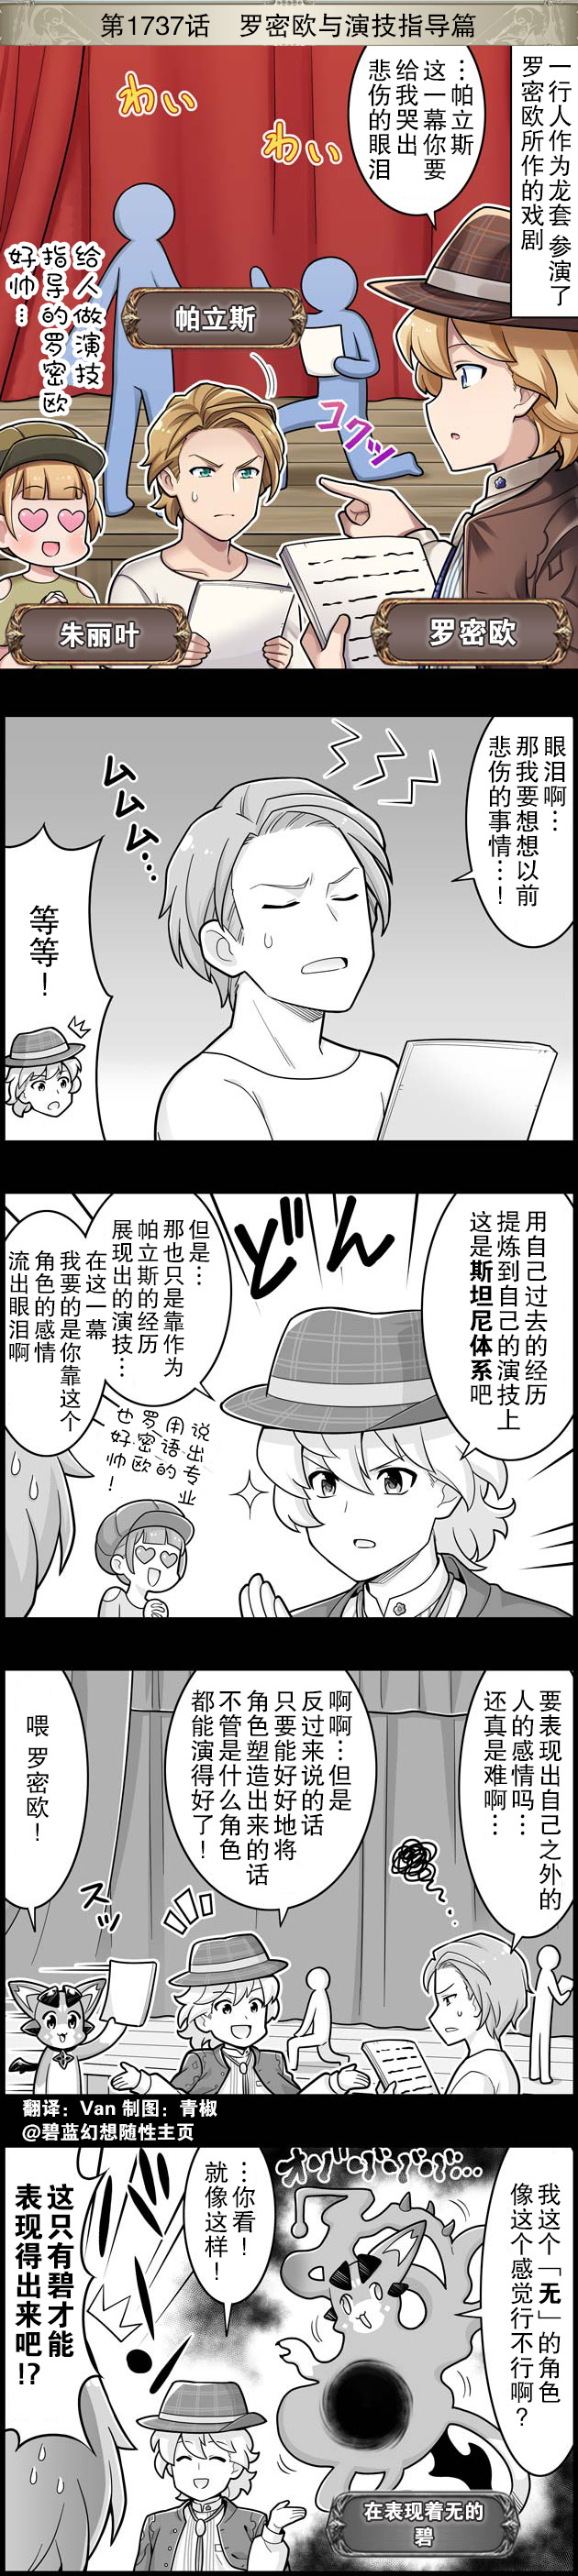 第1737话　罗密欧与演技指导篇
一行人作为龙套 参演了
罗密欧所作的戏剧
…帕立斯
这一幕你要
给我哭出
悲伤的眼泪
わい
わい
给人做演技
指导的罗密欧
好帅…
帕立斯
コクッ
朱丽叶
罗密欧
眼泪啊…
那我要想想以前
悲伤的事情…！
ムムム…
等等！
用自己过去的经历
提炼到自己的演技上
这是斯坦尼体系吧
どん
但是…
那也只是靠作为
帕立斯的经历
展现出的演技…
在这一幕
我要的是你靠这个
角色的感情
流出眼泪啊
说出专业
用语的
罗密欧
也好帅！
要表现出自己之外的
人的感情吗…
还真是难啊…
啊啊…但是
反过来说的话
只要能好好地将
角色塑造出来的话
不管是什么角色
都能演得好了！
喂 罗密欧！
スッ
翻译：Van 制图：青椒
@碧蓝幻想随性主页
我这个「无」的角色
像这个感觉行不行啊？
…你看！
就像这样！
这只有碧才能
表现得出来吧！？
在表现着无的
碧